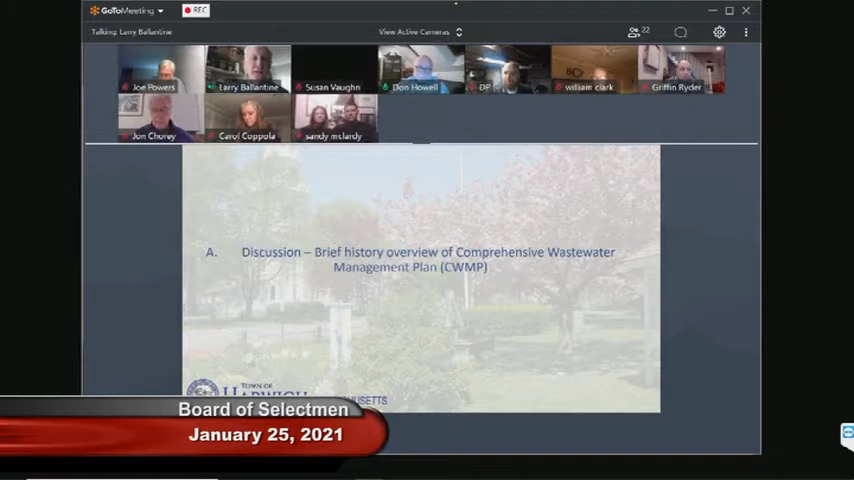 GoToMeeting
REC
Talking: Larry Ballantine
View Active Cameras
22
Joe Powers
Larry Ballantine
Susan Vaughn
Don Howell
DP
william clark
Griffin Ryder
Jon Chorey
Carol Coppola
sandy mclardy
A. Discussion – Brief history overview of Comprehensive Wastewater
Management Plan (CWMP)
TOWN OF
Board of Selectmen
January 25, 2021